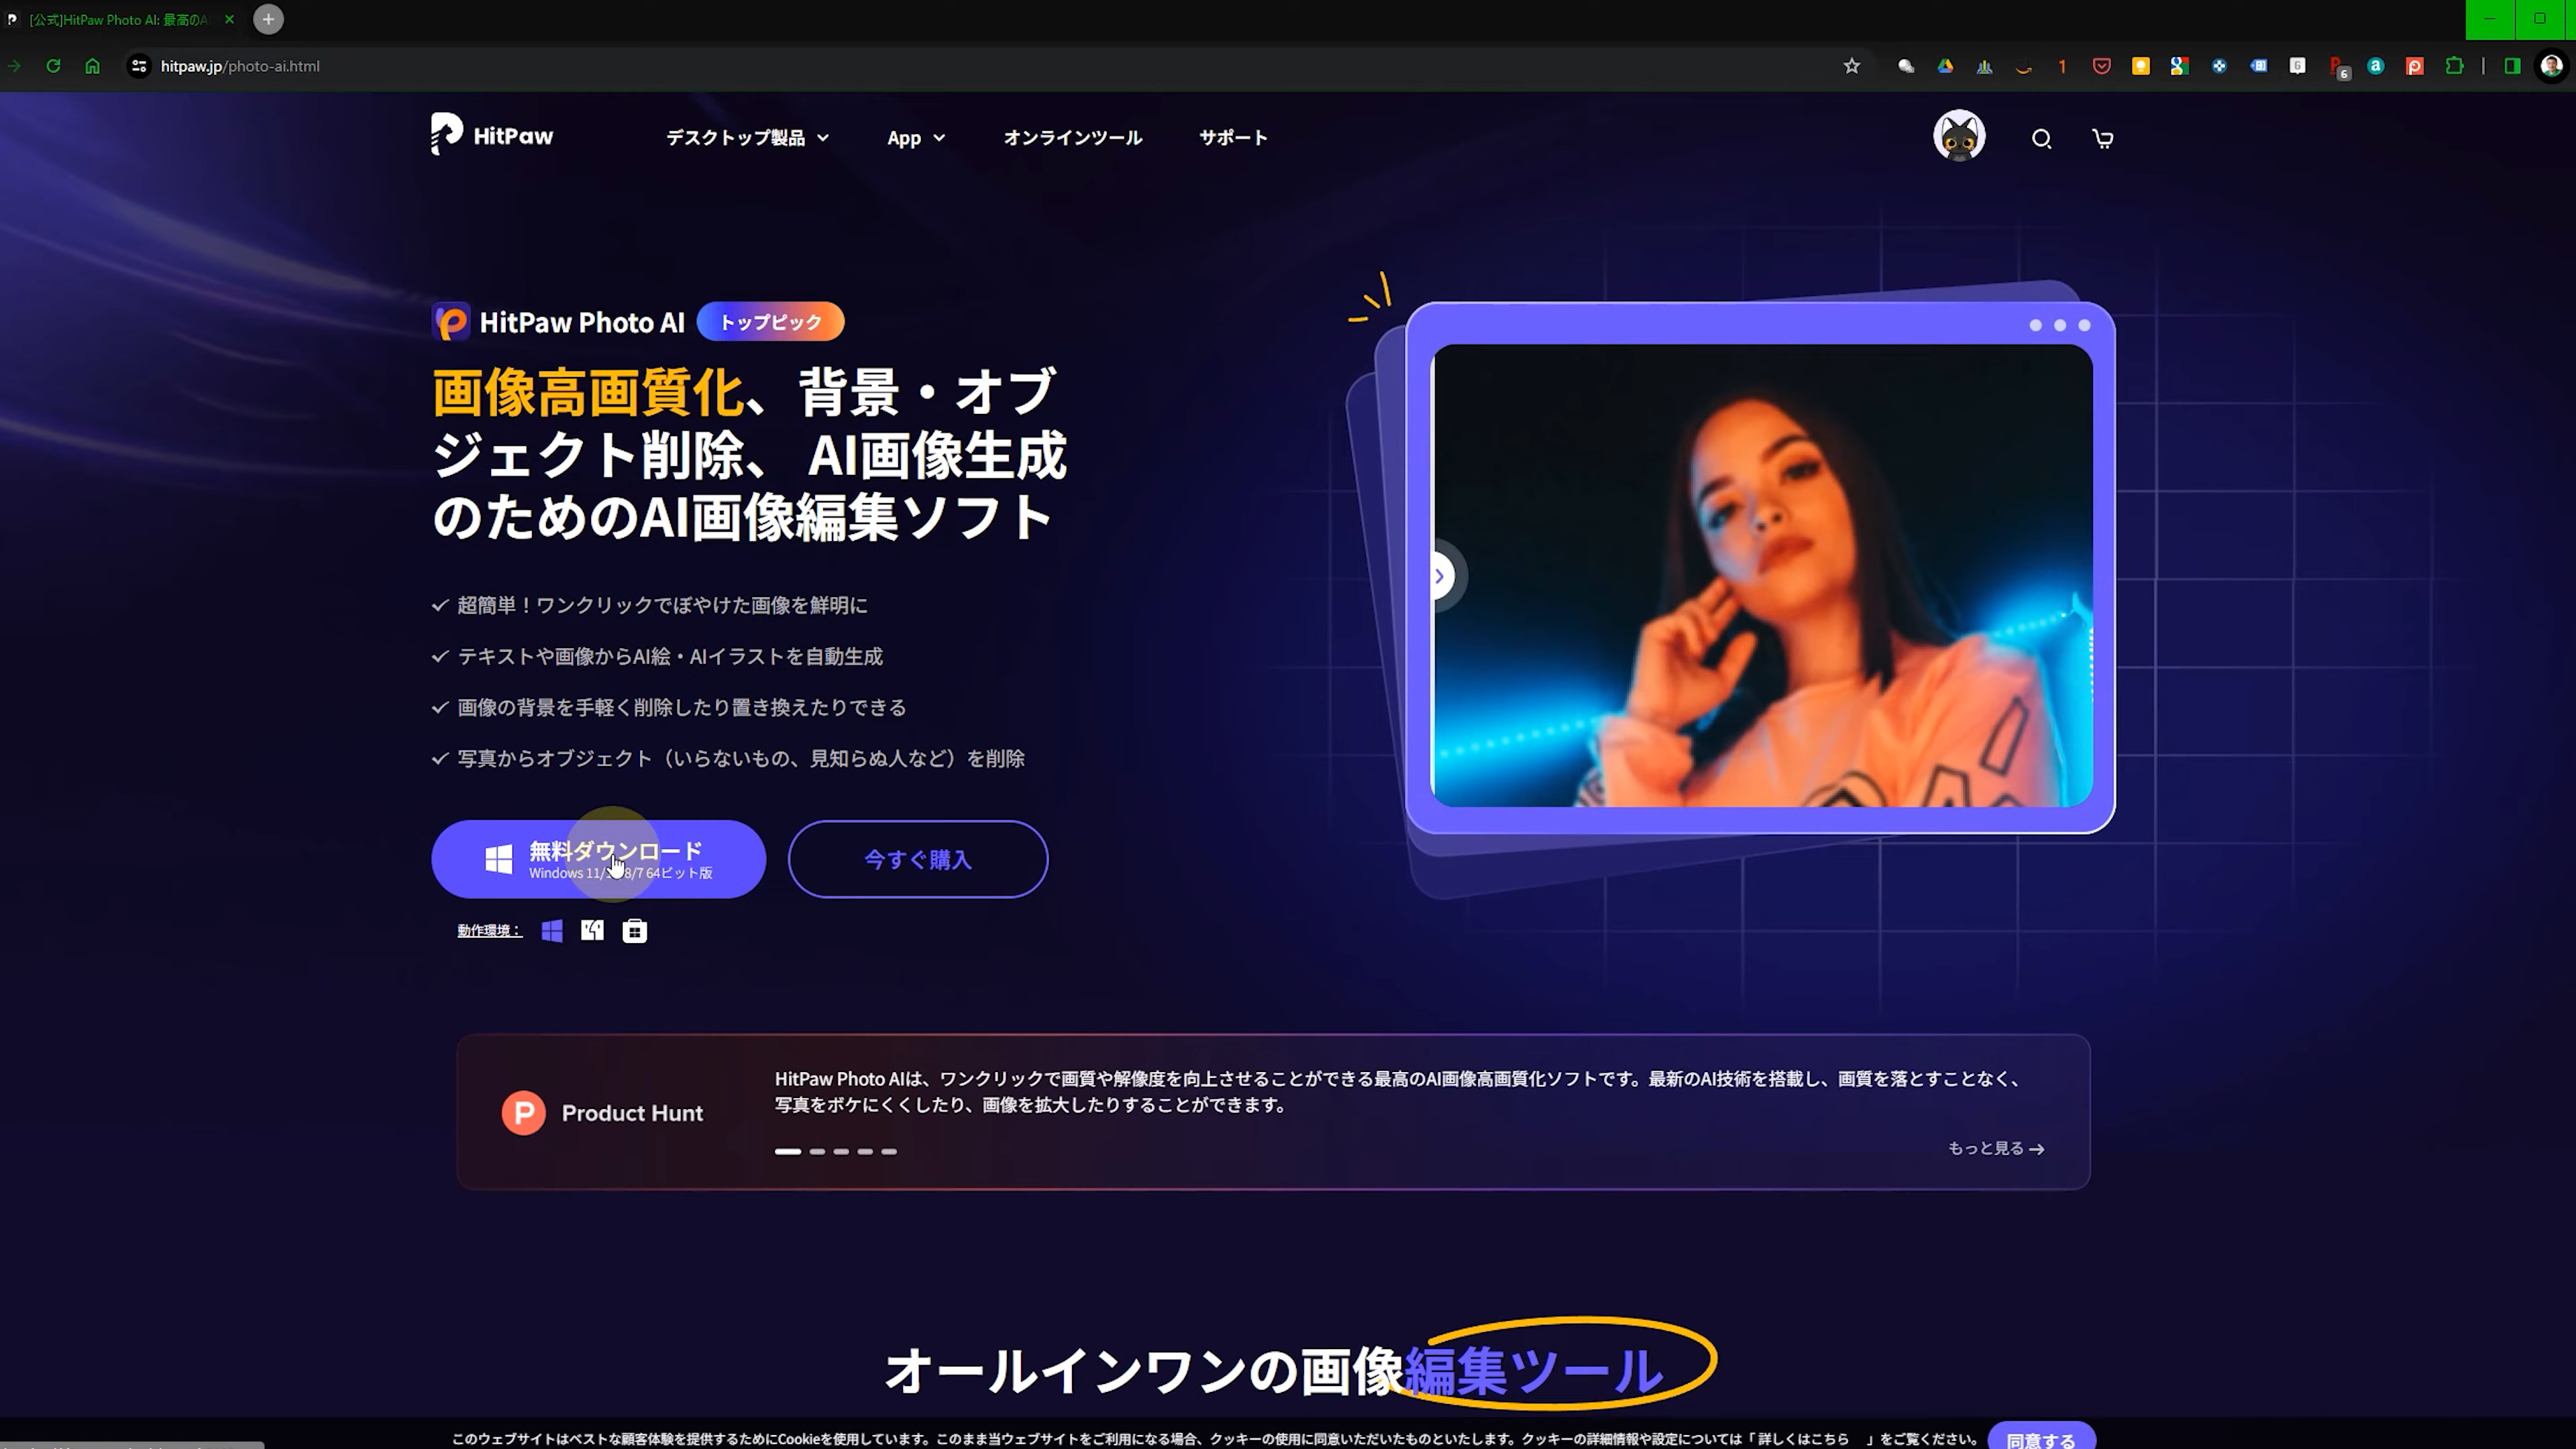 [公式]HitPaw Photo AI: 最高のA
hitpaw.jp/photo-ai.html
6
HitPaw
デスクトップ製品
App
オンラインツール
サポート
HitPaw Photo AI
トップピック
画像高画質化、背景・オブ
ジェクト削除、 AI画像生成
のためのAI画像編集ソフト
超簡単！ワンクリックでぼやけた画像を鮮明に
テキストや画像からAI絵・AIイラストを自動生成
画像の背景を手軽く削除したり置き換えたりできる
写真からオブジェクト（いらないもの、見知らぬ人など）を削除
無料ダウンロード
Windows 11/ 8/7 64ビット版
今すぐ購入
動作環境：
Product Hunt
HitPaw Photo AIは、ワンクリックで画質や解像度を向上させることができる最高のAI画像高画質化ソフトです。最新のAI技術を搭載し、画質を落とすことなく、
写真をボケにくくしたり、画像を拡大したりすることができます。
もっと見る
オールインワンの画像編集ツール
このウェブサイトはベストな顧客体験を提供するためにCookieを使用しています。このまま当ウェブサイトをご利用になる場合、クッキーの使用に同意いただいたものといたします。クッキーの詳細情報や設定については「 詳しくはこちら 」をご覧ください。
同意する